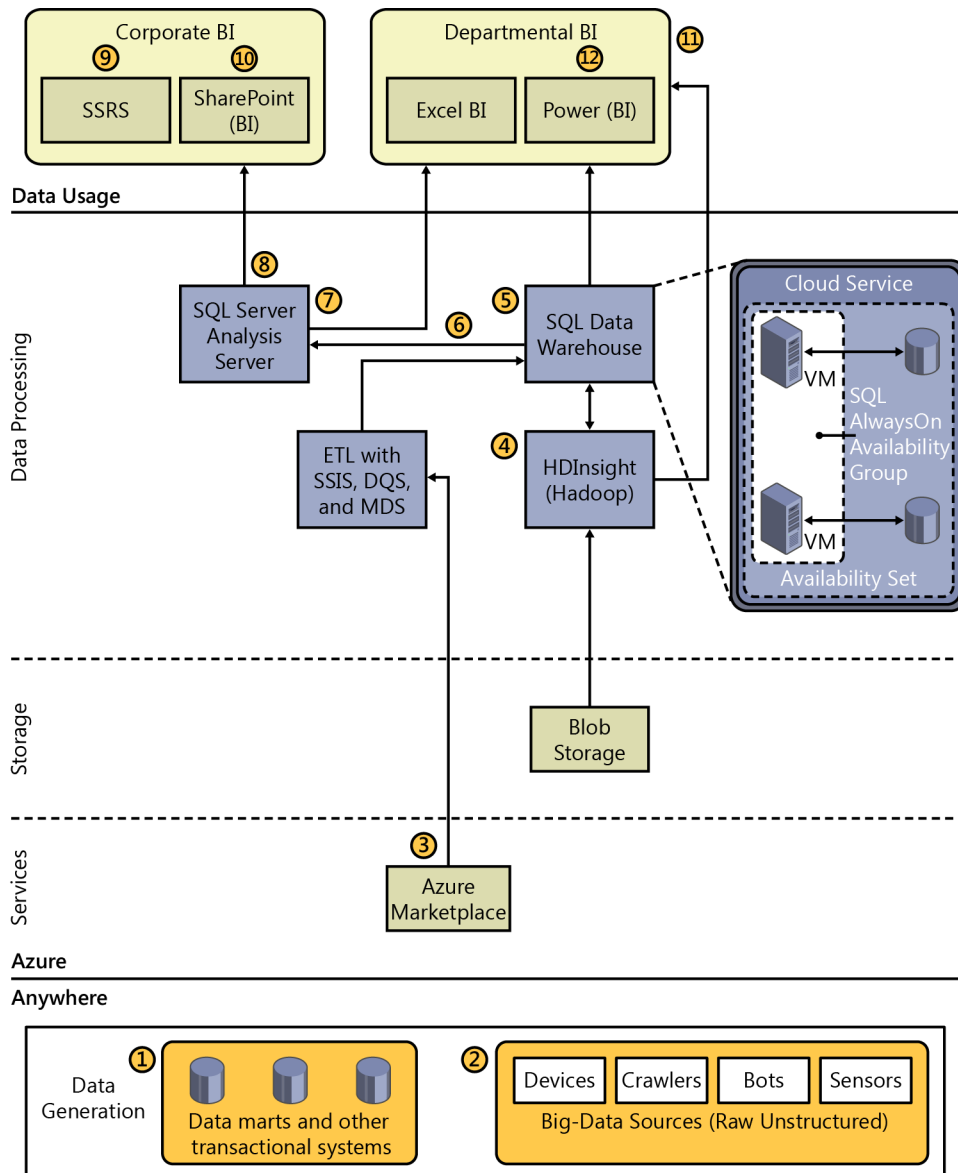 Corporate BI
9
10
SSRS
SharePoint
(BI)
Departmental BI
11
12
Excel BI
Power (BI)
Data Usage
Data Processing
8
7
SQL Server
Analysis
Server
6
5
SQL Data
Warehouse
ETL with
SSIS, DQS,
and MDS
4
HDInsight
(Hadoop)
Cloud Service
VM
SQL
AlwaysOn
Availability
Group
VM
Availability Set
Storage
Blob
Storage
Services
3
Azure
Marketplace
Azure
Anywhere
Data
Generation
1
Data marts and other
transactional systems
2
Devices
Crawlers
Bots
Sensors
Big-Data Sources (Raw Unstructured)